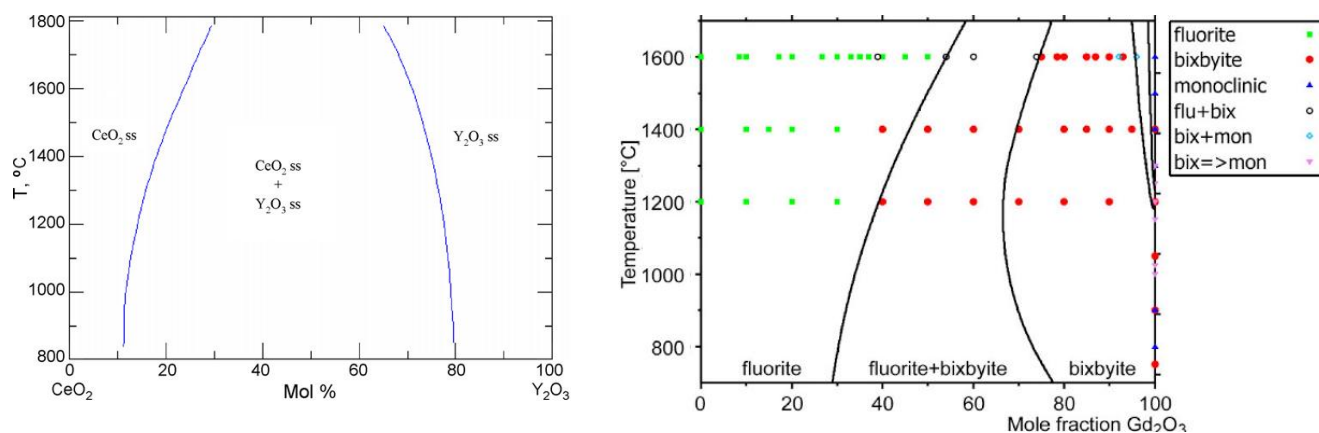 1800
1600
1400
1200
1000
800
T, ºC
CeO₂ ss
CeO₂ ss
+
Y₂O₃ ss
Y₂O₃ ss
0
20
40
60
80
100
CeO₂
Mol %
Y₂O₃
1600
1400
1200
1000
800
Temperature [°C]
fluorite
fluorite+bixbyite
bixbyite
0
20
40
60
80
100
Mole fraction Gd₂O₃
fluorite
bixbyite
monoclinic
flu+bix
bix+mon
bix=>mon